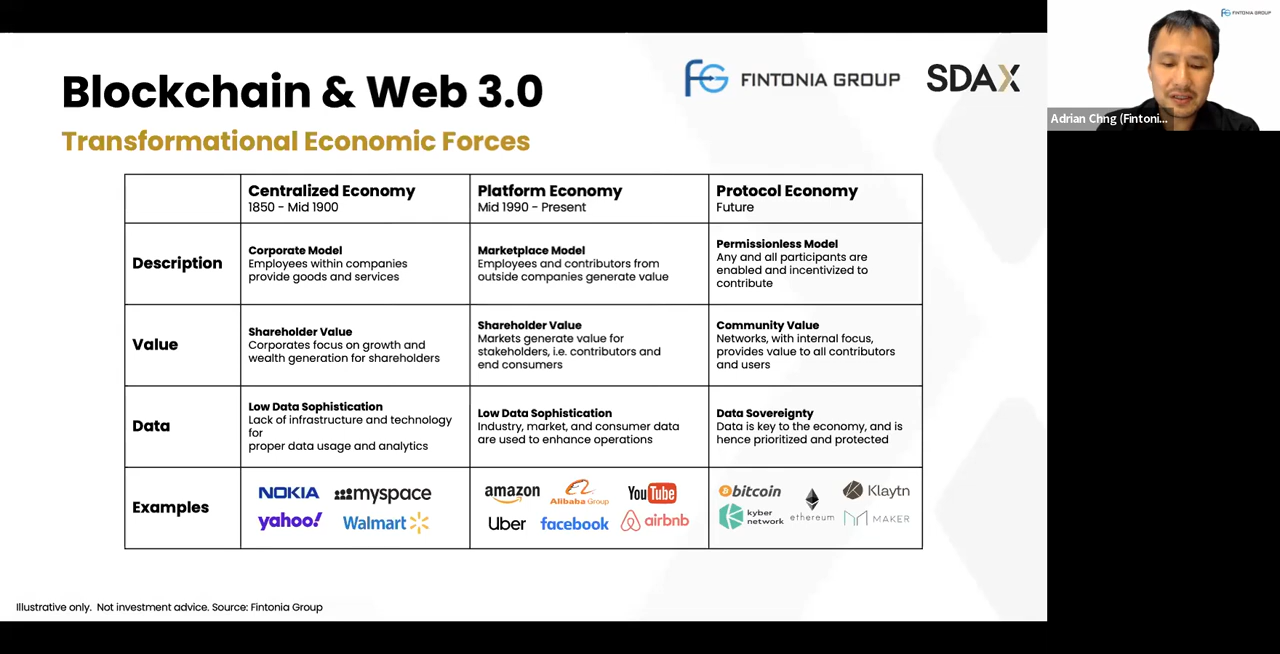 Blockchain & Web 3.0
Transformational Economic Forces
FG FINTONIA GROUP
SDAX
FG FINTONIA GROUP
Adrian Chng (Fintoni...
Centralized Economy
1850 - Mid 1900
Platform Economy
Mid 1990 - Present
Protocol Economy
Future
Description
Corporate Model
Employees within companies
provide goods and services
Marketplace Model
Employees and contributors from
outside companies generate value
Permissionless Model
Any and all participants are
enabled and incentivized to
contribute
Value
Shareholder Value
Corporates focus on growth and
wealth generation for shareholders
Shareholder Value
Markets generate value for
stakeholders, i.e. contributors and
end consumers
Community Value
Networks, with internal focus,
provides value to all contributors
and users
Data
Low Data Sophistication
Lack of infrastructure and technology
for
proper data usage and analytics
Low Data Sophistication
Industry, market, and consumer data
are used to enhance operations
Data Sovereignty
Data is key to the economy, and is
hence prioritized and protected
Examples
NOKIA
myspace
yahoo!
Walmart
amazon
Alibaba Group
YouTube
Uber
facebook
airbnb
bitcoin
ethereum
Klaytn
kyber
network
MAKER
Illustrative only. Not investment advice. Source: Fintonia Group